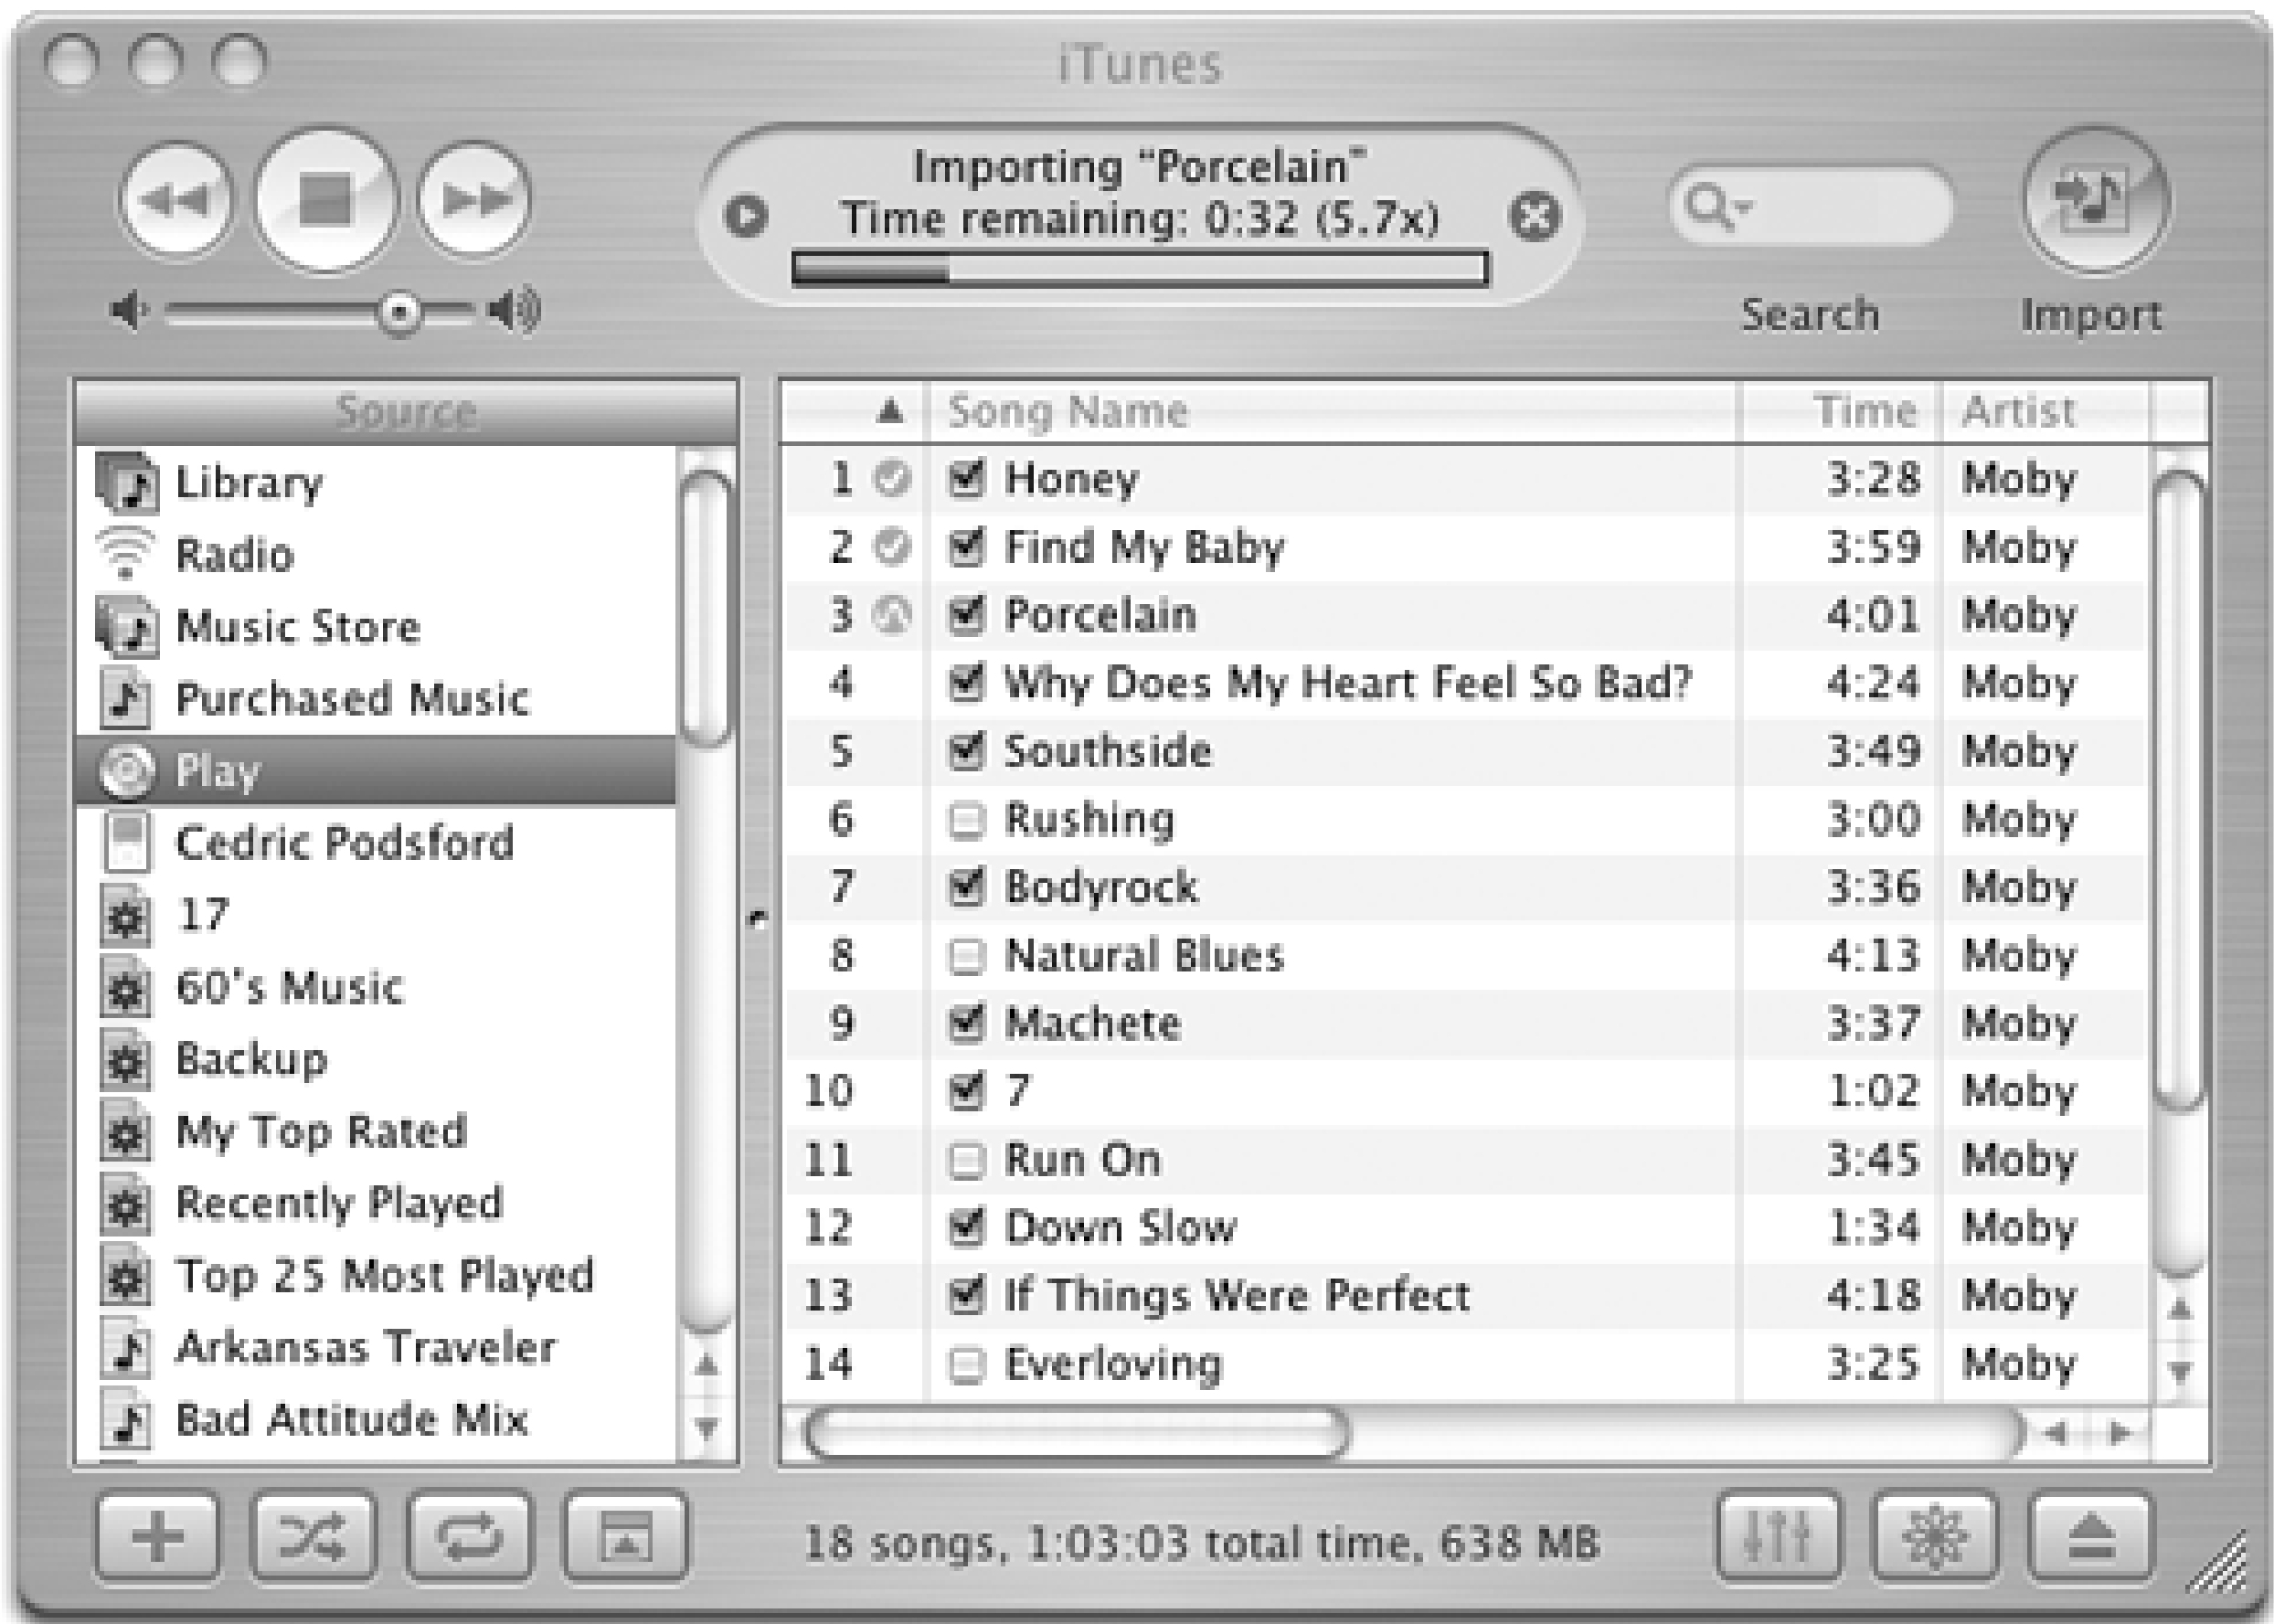 iTunes
Importing “Porcelain”
Time remaining: 0:32 (5.7x)
Search
Import
Source
Library
Radio
Music Store
Purchased Music
Play
Cedric Podsford
17
60's Music
Backup
My Top Rated
Recently Played
Top 25 Most Played
Arkansas Traveler
Bad Attitude Mix
Song Name Time Artist
1 Honey 3:28 Moby
2 Find My Baby 3:59 Moby
3 Porcelain 4:01 Moby
4 Why Does My Heart Feel So Bad? 4:24 Moby
5 Southside 3:49 Moby
6 Rushing 3:00 Moby
7 Bodyrock 3:36 Moby
8 Natural Blues 4:13 Moby
9 Machete 3:37 Moby
10 7 1:02 Moby
11 Run On 3:45 Moby
12 Down Slow 1:34 Moby
13 If Things Were Perfect 4:18 Moby
14 Everloving 3:25 Moby
18 songs, 1:03:03 total time, 638 MB